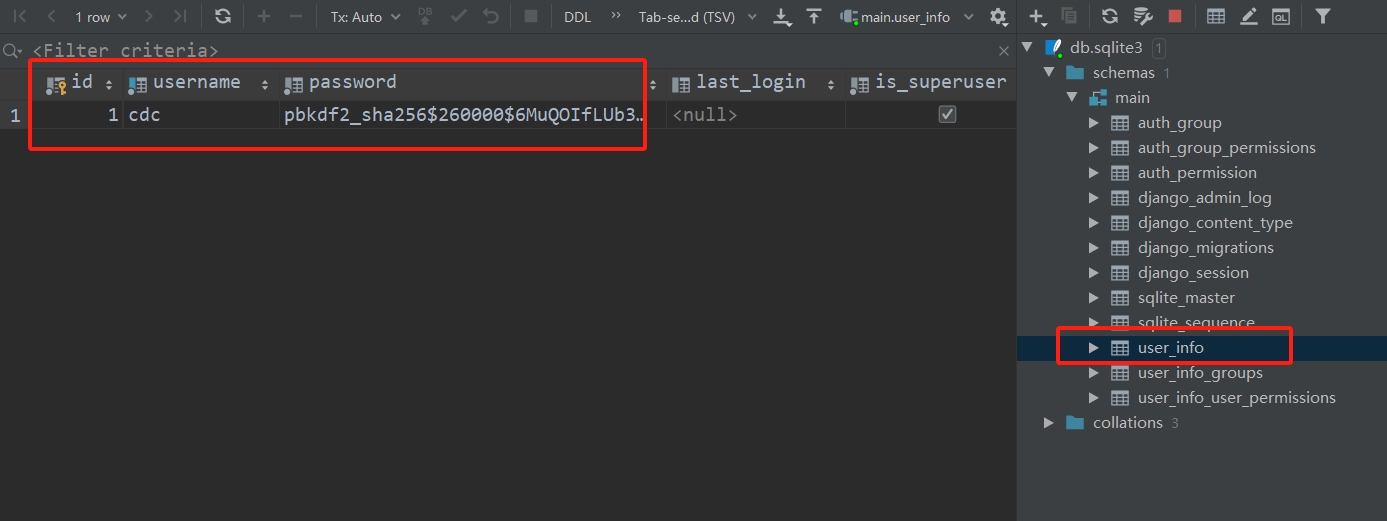 1 row Tx: Auto DB DDL » Tab-se...d (TSV) main.user_info QL
<Filter criteria>
id username password last_login is_superuser
1 1 cdc pbkdf2_sha256$260000$6MuQOIfLUb3… <null>
db.sqlite3 1
schemas 1
main
auth_group
auth_group_permissions
auth_permission
django_admin_log
django_content_type
django_migrations
django_session
sqlite_master
sqlite_sequence
user_info
user_info_groups
user_info_user_permissions
collations 3